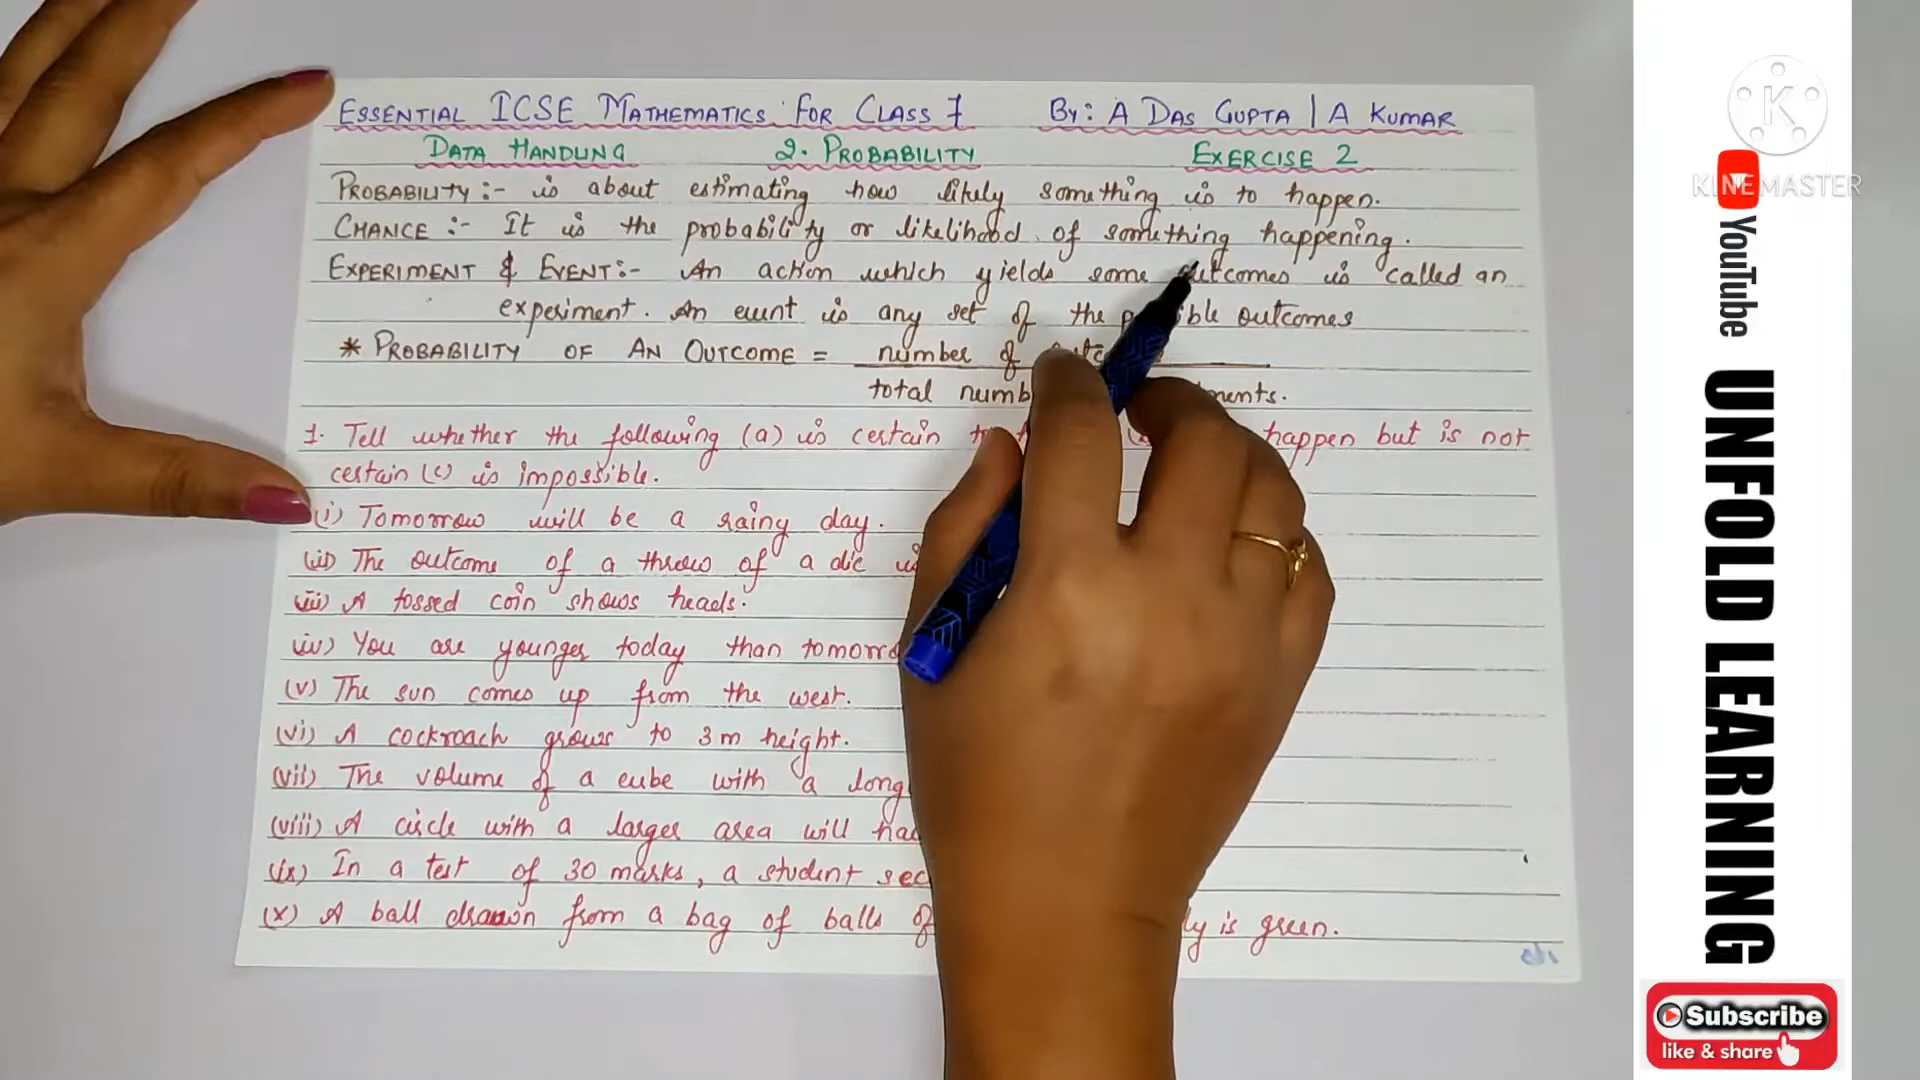 ESSENTIAL ICSE MATHEMATICS FOR CLASS 7 BY: A DAS GUPTA | A KUMAR
DATA HANDLING 2. PROBABILITY EXERCISE 2
PROBABILITY:- is about estimating how likely something is to happen.
CHANCE:- It is the probability or likelihood of something happening.
EXPERIMENT & EVENT:- An action which yields some outcomes is called an
experiment. An event is any set of the possible outcomes
* PROBABILITY OF AN OUTCOME = number of
total
1. Tell whether the following (a) is certain happen but is not
certain (c) is impossible.
(i) Tomorrow will be a rainy day.
(ii) The outcome of a throw of a die
(iii) A tossed coin shows heads.
(iv) You are younger today than
(v) The sun comes up from the west.
(vi) A cockroach grows to 3m height.
(vii) The volume of a cube with a
(viii) A circle with a larger area will
(ix) In a test of 30 marks, a student
(x) A ball drawn from a bag of balls is green.
KINEMASTER
YouTube
UNFOLD LEARNING
Subscribe
like & share